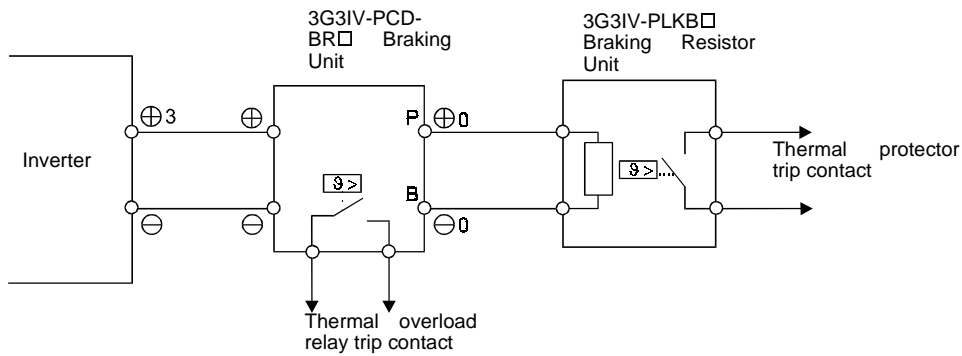 3G3IV-PCD-
BR□ Braking
Unit
3G3IV-PLKB□
Braking Resistor
Unit
⊕3
⊕
P
⊕0
Inverter
ϑ >
B
ϑ >
Thermal protector
trip contact
⊖
⊖
⊖0
Thermal overload
relay trip contact